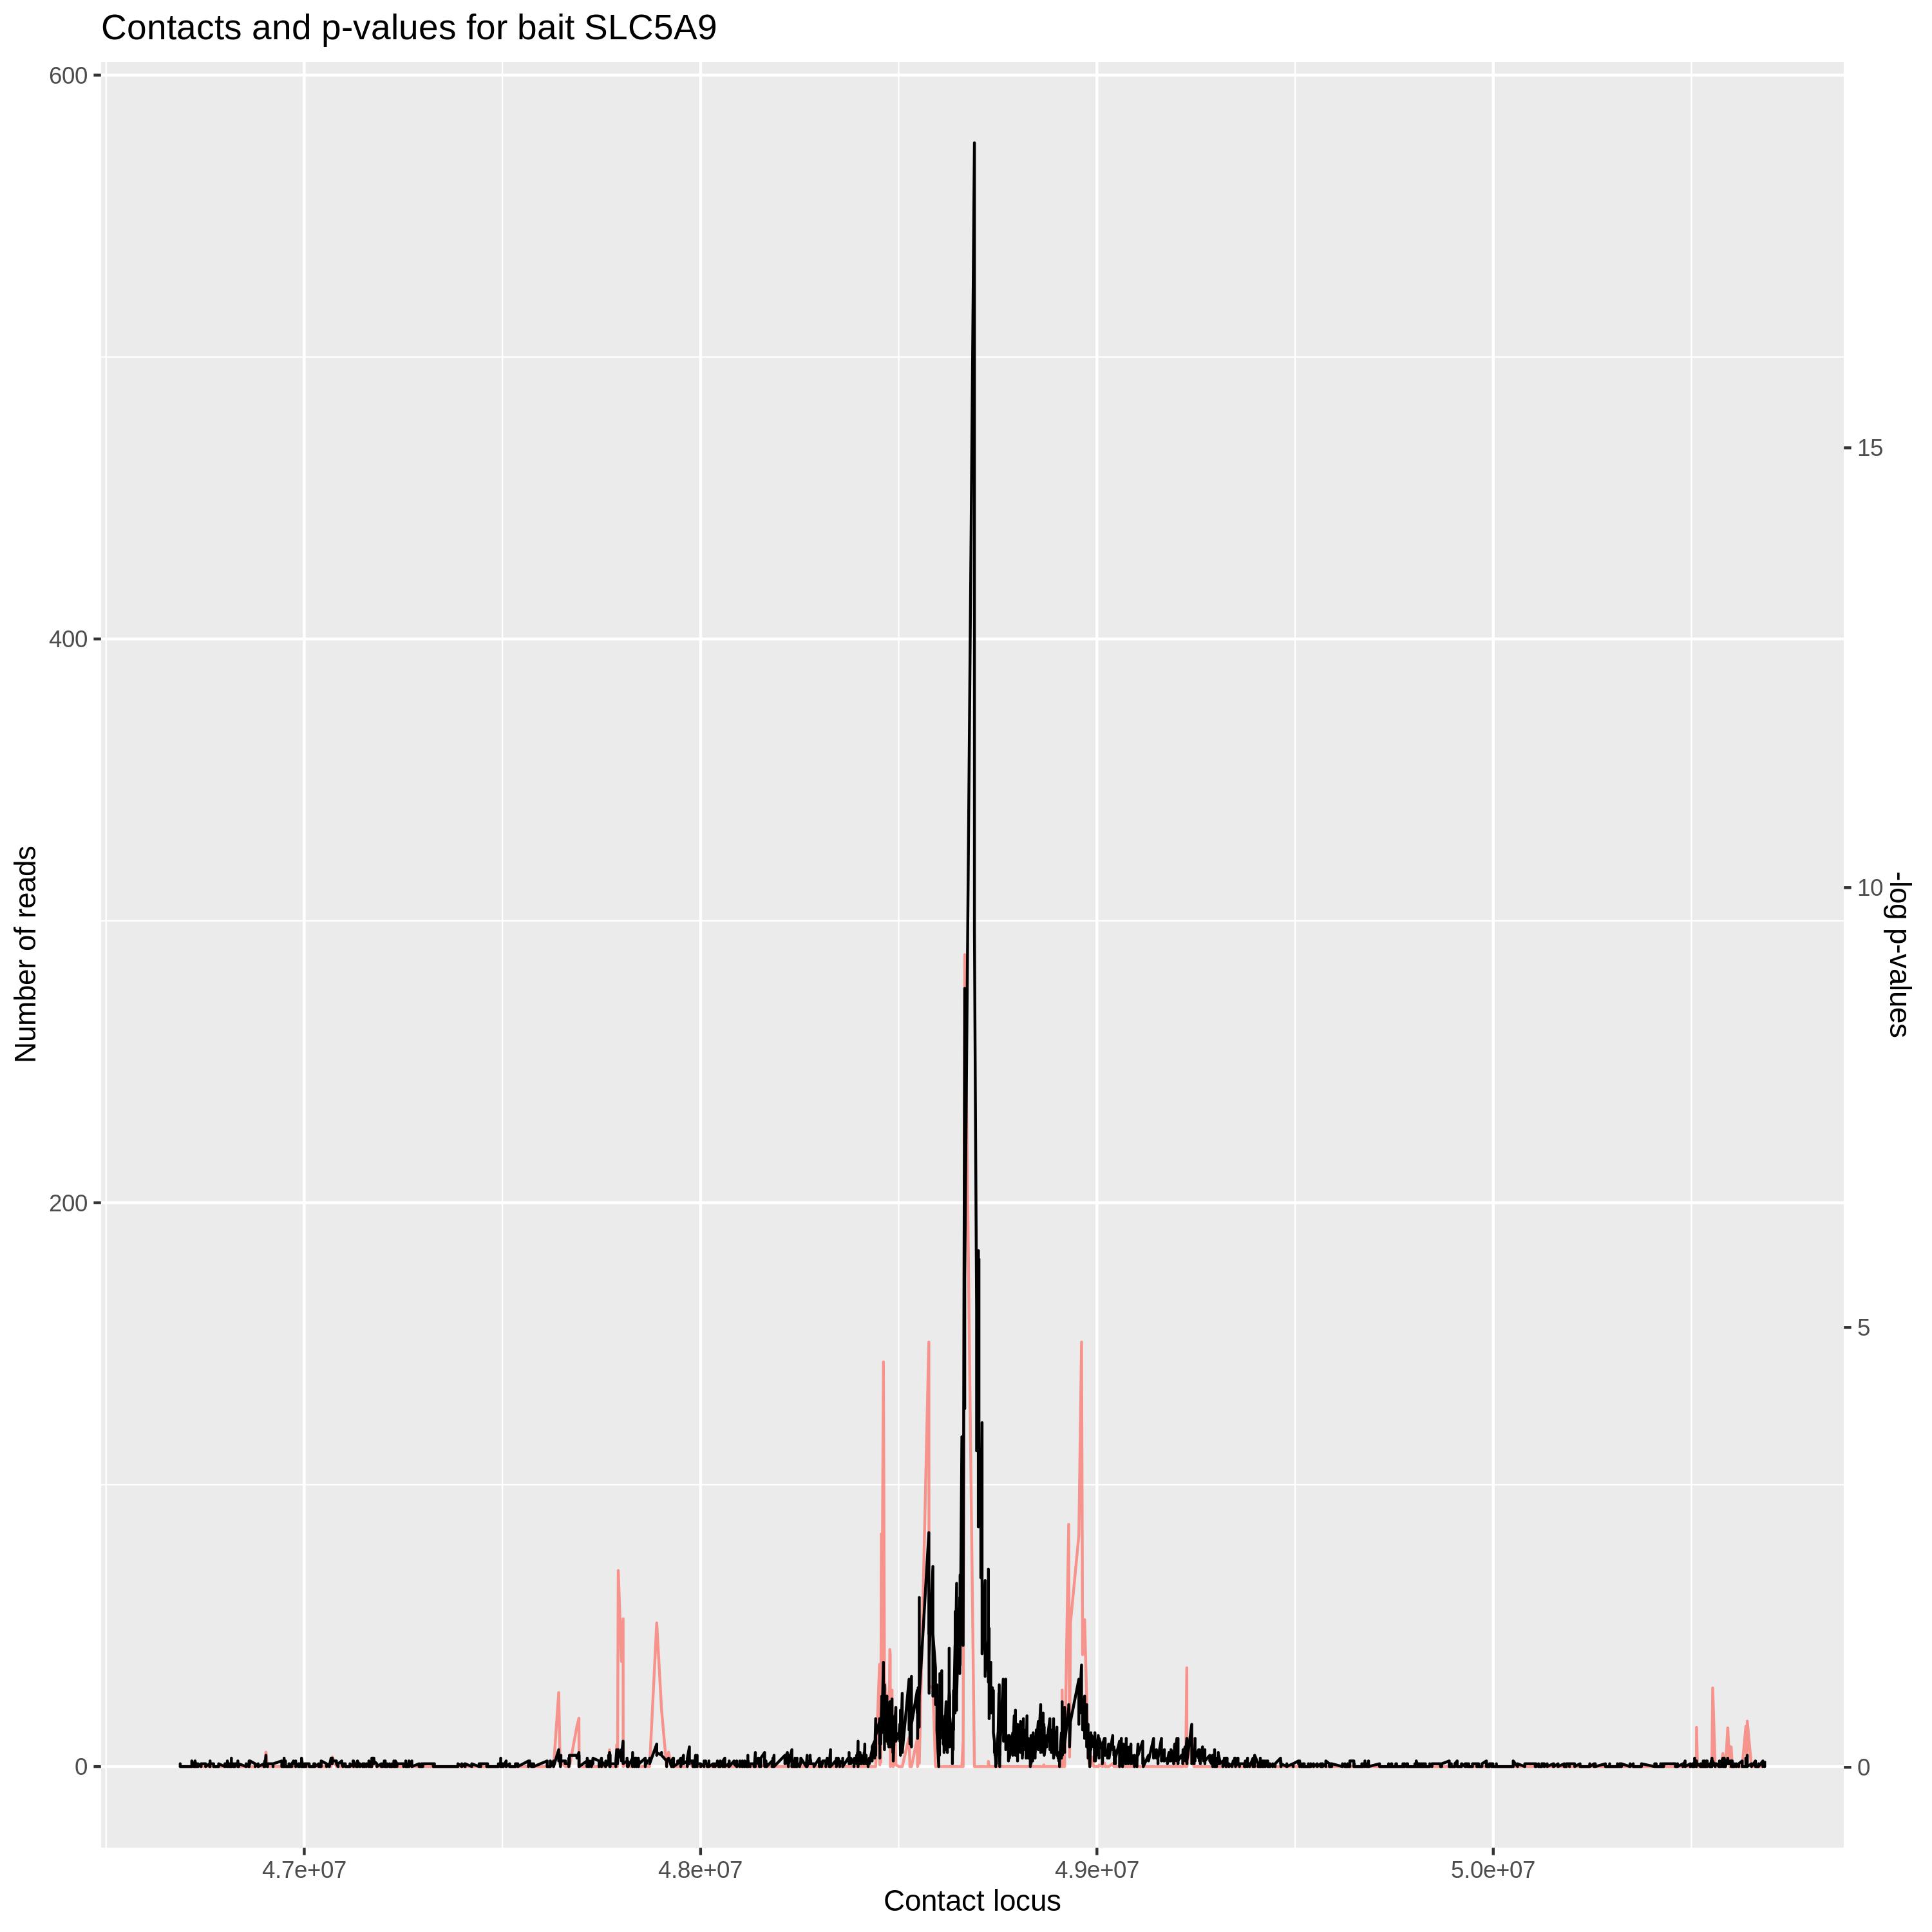 Contacts and p-values for bait SLC5A9
600
400
200
0
Number of reads
15
10
5
0
-log p-values
4.7e+07
4.8e+07
4.9e+07
5.0e+07
Contact locus